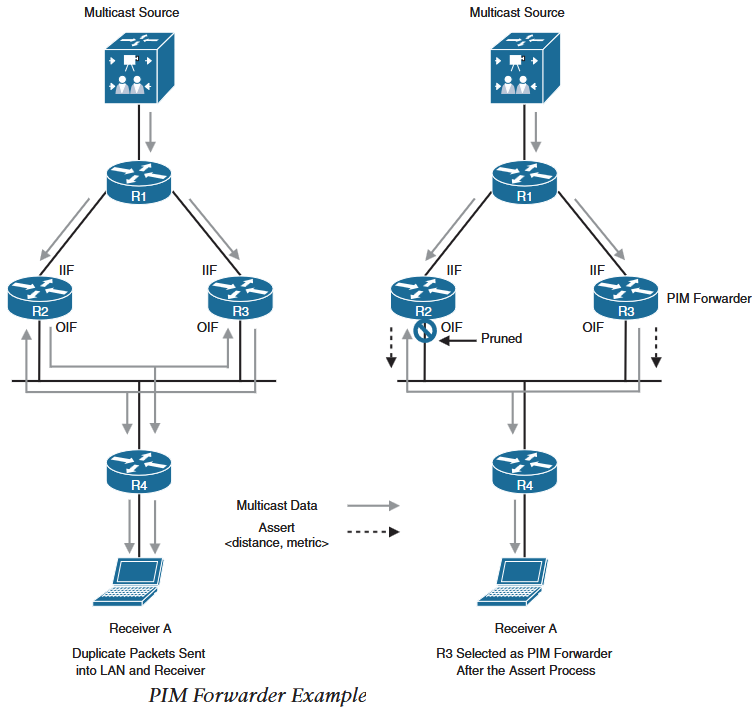 Multicast Source
R1
IIF
IIF
R2
R3
OIF
OIF
R4
Receiver A
Duplicate Packets Sent
into LAN and Receiver
Multicast Source
R1
IIF
IIF
R2
R3
PIM Forwarder
OIF
OIF
Pruned
R4
Receiver A
R3 Selected as PIM Forwarder
After the Assert Process
Multicast Data
Assert
<distance, metric>
PIM Forwarder Example